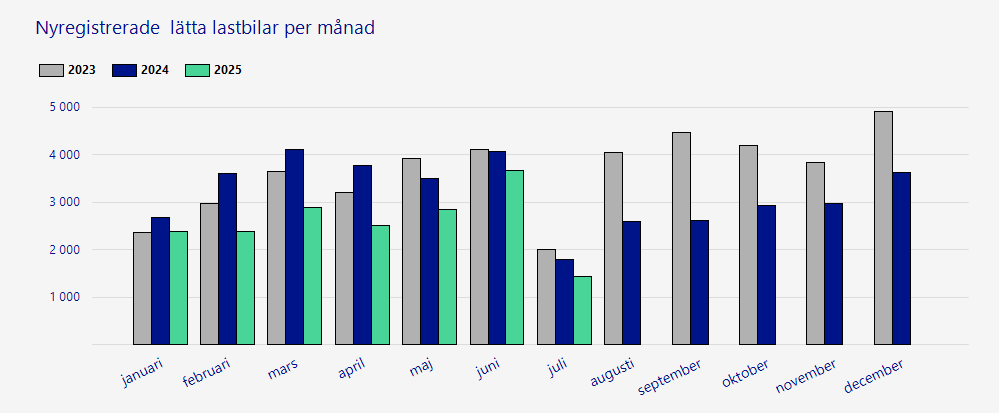 Nyregistrerade  lätta lastbilar per månad
2023 2024 2025
5 000
4 000
3 000
2 000
1 000
januari februari mars april maj juni juli augusti september oktober november december